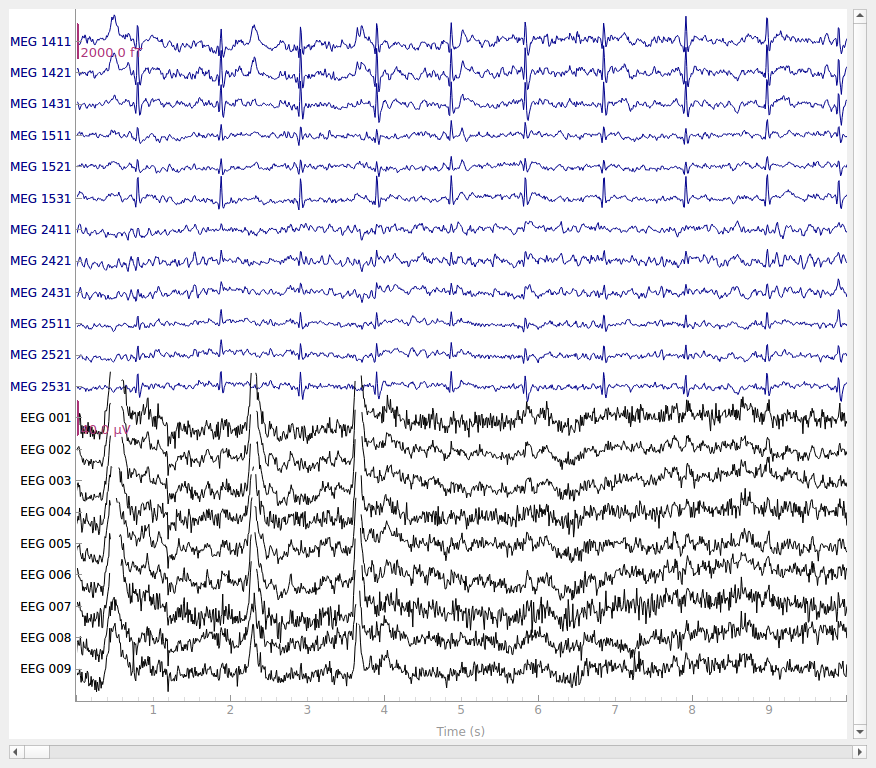 MEG 1411
2000.0 fT
MEG 1421
MEG 1431
MEG 1511
MEG 1521
MEG 1531
MEG 2411
MEG 2421
MEG 2431
MEG 2511
MEG 2521
MEG 2531
EEG 001
µV
EEG 002
EEG 003
EEG 004
EEG 005
EEG 006
EEG 007
EEG 008
EEG 009
1 2 3 4 5 6 7 8 9
Time (s)